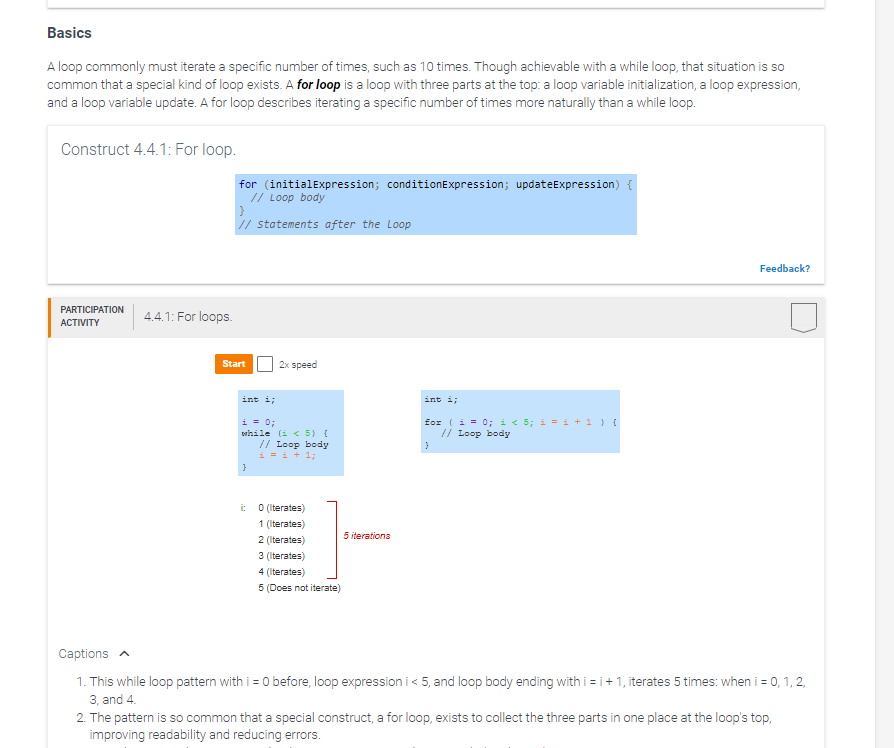 Basics
A loop commonly must iterate a specific number of times, such as 10 times. Though achievable with a while loop, that situation is so
common that a special kind of loop exists. A for loop is a loop with three parts at the top: a loop variable initialization, a loop expression,
and a loop variable update. A for loop describes iterating a specific number of times more naturally than a while loop.
Construct 4.4.1: For loop.
for (initialExpression; conditionExpression; updateExpression) {
// Loop body
}
// Statements after the loop
Feedback?
PARTICIPATION
ACTIVITY
4.4.1: For loops.
Start
2x speed
int i;
i = 0;
while (i < 5) {
// Loop body
i = i + 1;
}
int i;
for ( i = 0; i < 5; i = i + 1 ) {
// Loop body
}
i: 0 (Iterates)
1 (Iterates)
2 (Iterates)
3 (Iterates)
4 (Iterates)
5 (Does not iterate)
5 iterations
Captions
1. This while loop pattern with i = 0 before, loop expression i < 5, and loop body ending with i = i + 1, iterates 5 times: when i = 0, 1, 2,
3, and 4.
2. The pattern is so common that a special construct, a for loop, exists to collect the three parts in one place at the loop's top,
improving readability and reducing errors.